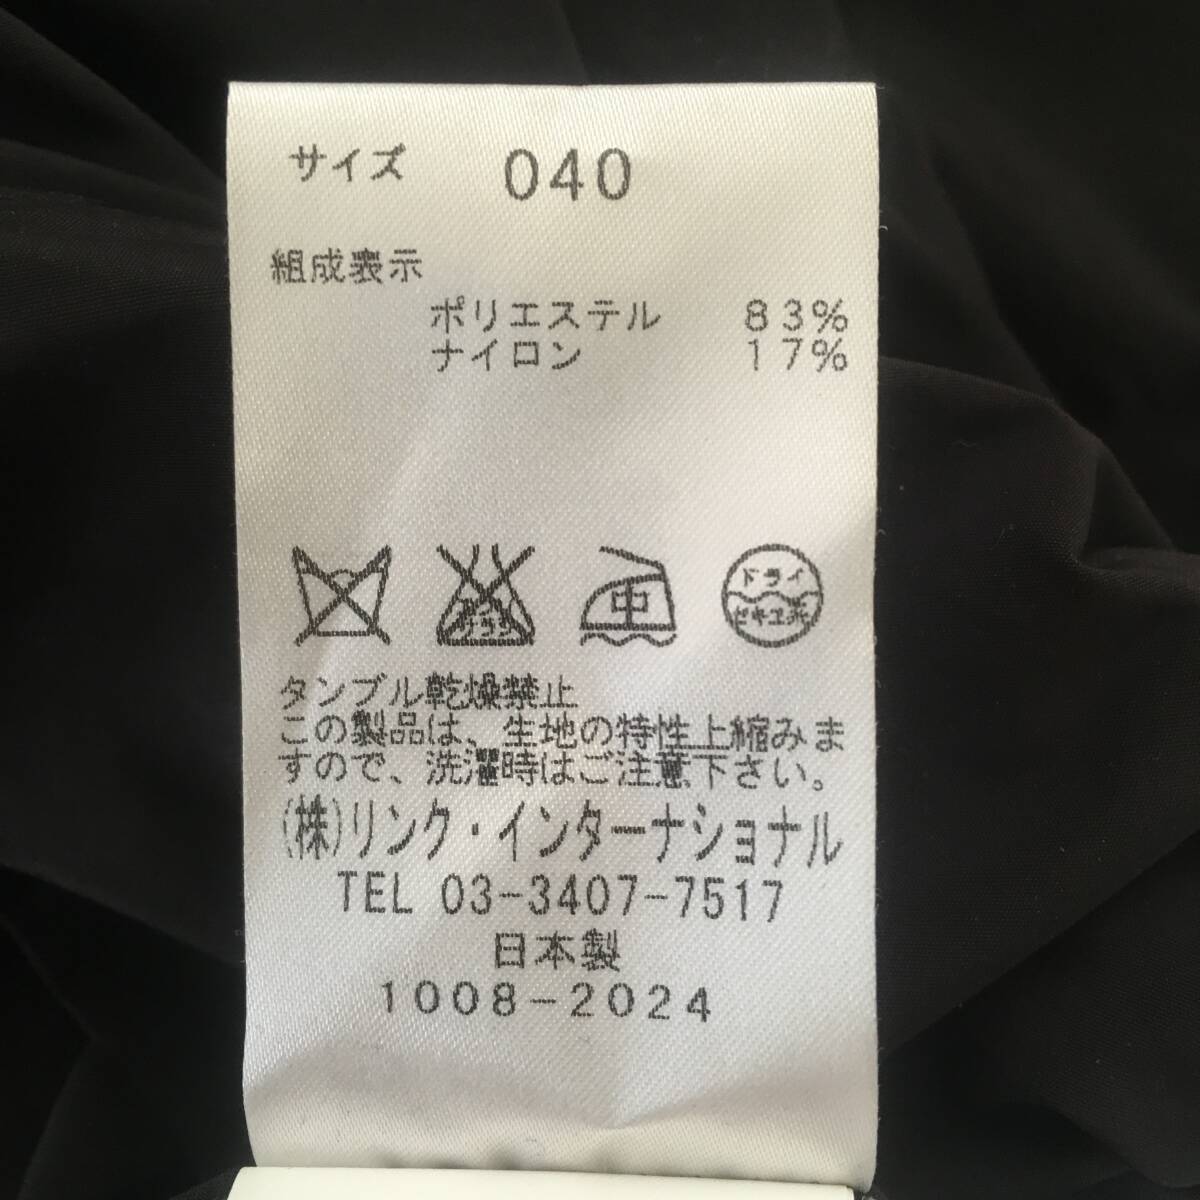 サイズ 040
組成表示
ポリエステル 83%
ナイロン 17%
中
ドライ
セキユ系
タンブル乾燥禁止
この製品は、生地の特性上縮みま
すので、洗濯時はご注意下さい。
(株)リンク・インターナショナル
TEL 03-3407-7517
日本製
1008-2024